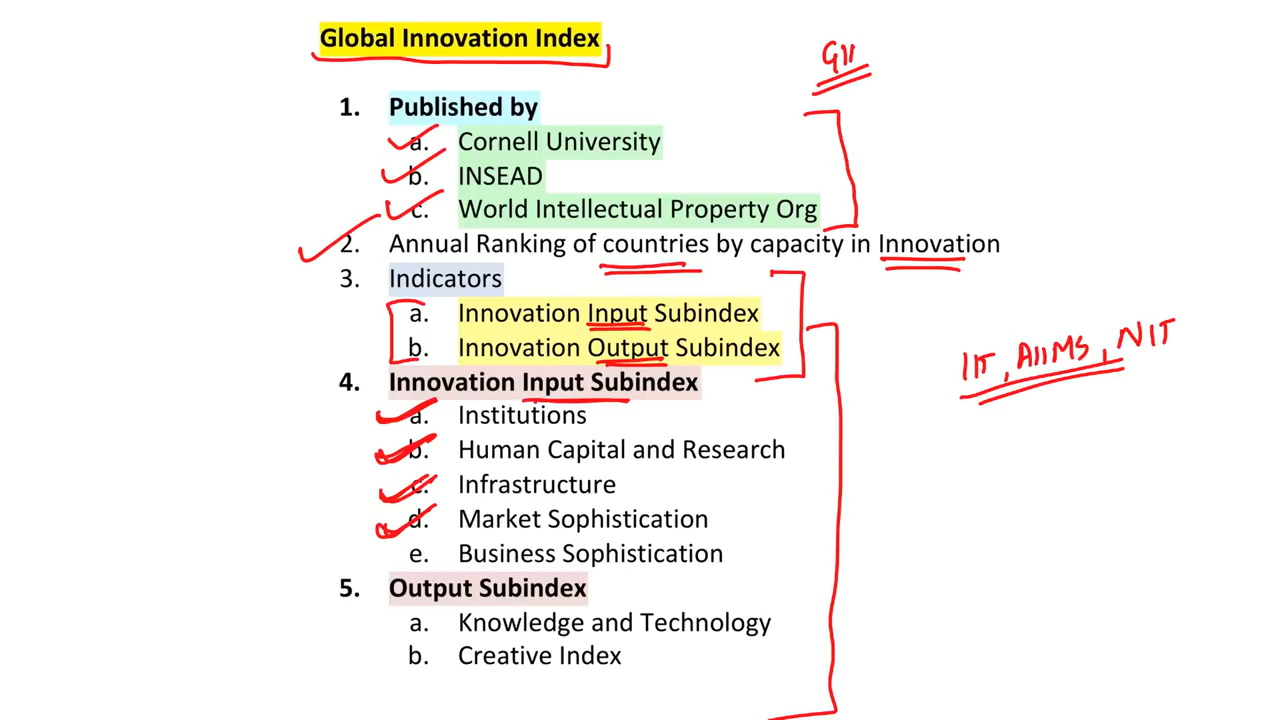 Global Innovation Index
GII
1. Published by
a. Cornell University
b. INSEAD
c. World Intellectual Property Org
2. Annual Ranking of countries by capacity in Innovation
3. Indicators
a. Innovation Input Subindex
b. Innovation Output Subindex
IIT, AIIMS, NIT
4. Innovation Input Subindex
a. Institutions
b. Human Capital and Research
c. Infrastructure
d. Market Sophistication
e. Business Sophistication
5. Output Subindex
a. Knowledge and Technology
b. Creative Index